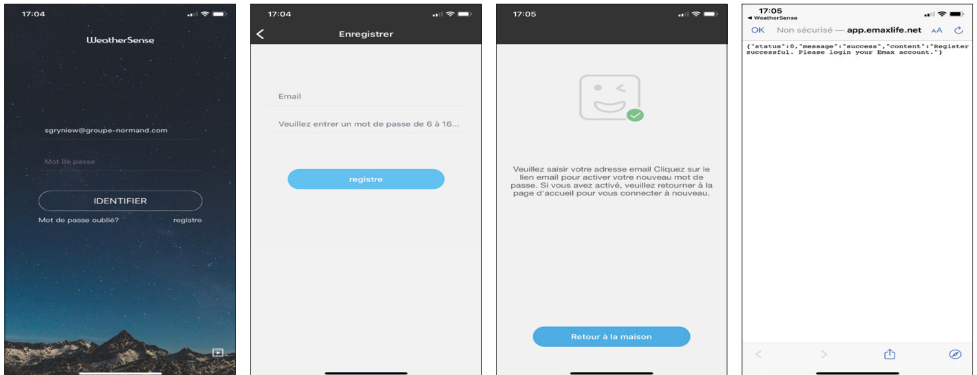 17:04
WeatherSense
sgryniew@groupe-normand.com
Mot de passe
IDENTIFIER
Mot de passe oublié?
registre
17:04
Enregistrer
Email
Veuillez entrer un mot de passe de 6 à 16...
registre
17:05
Veuillez saisir votre adresse email Cliquez sur le
lien email pour activer votre nouveau mot de
passe. Si vous avez activé, veuillez retourner à la
page d'accueil pour vous connecter à nouveau.
Retour à la maison
17:05
◀ WeatherSense
OK Non sécurisé — app.emaxlife.net AA
{"status":0,"message":"success","content":"Register
successful. Please login your Emax account."}